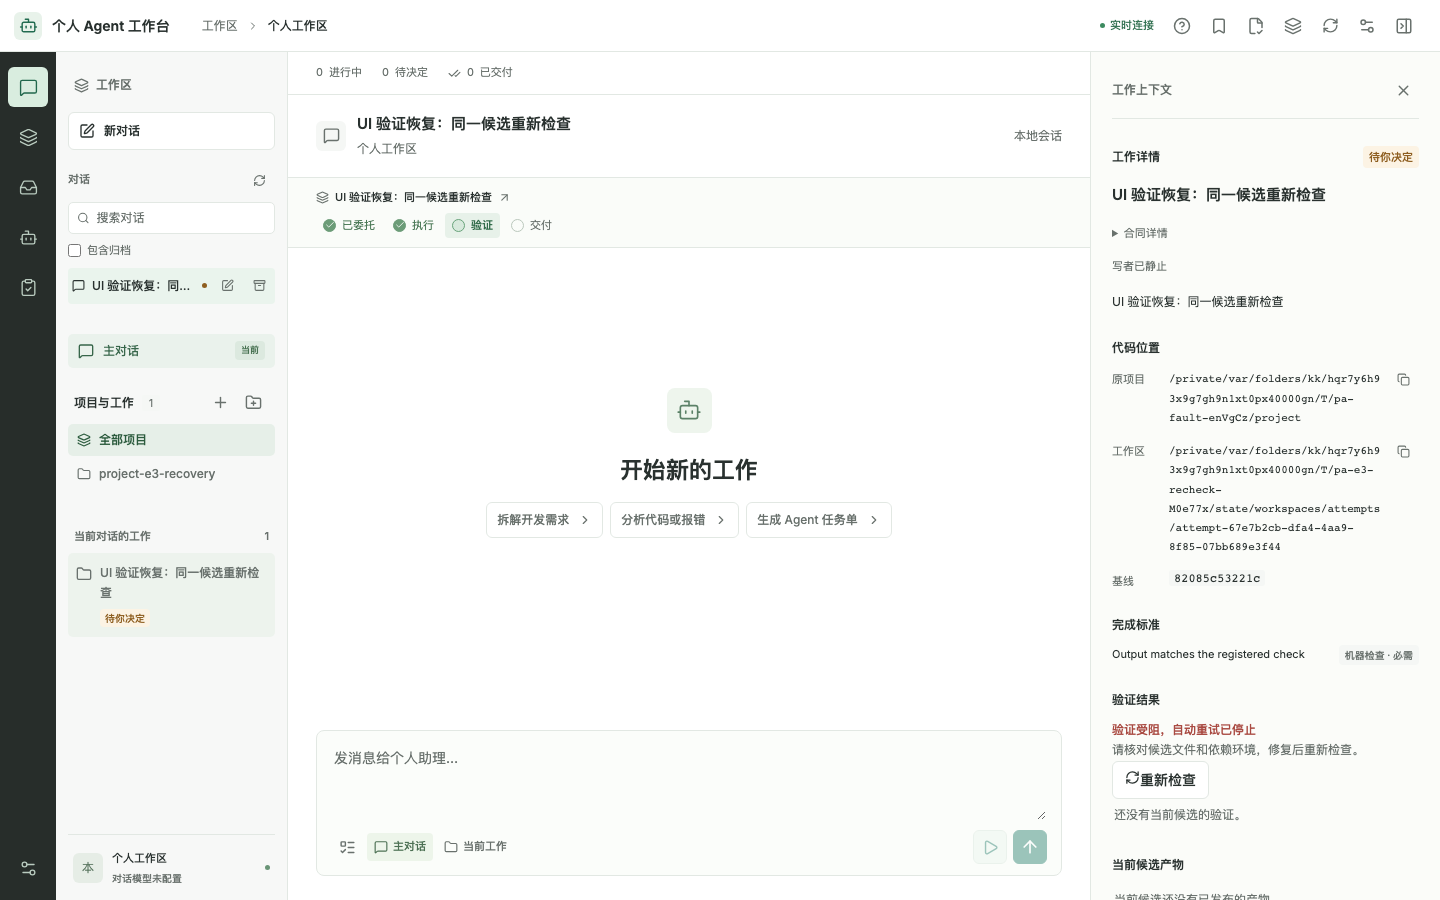 个人 Agent 工作台
工作区 > 个人工作区
实时连接
工作区
新对话
对话
搜索对话
包含归档
UI 验证恢复：同...
主对话 当前
项目与工作 1
全部项目
project-e3-recovery
当前对话的工作 1
UI 验证恢复：同一候选重新检
查
待你决定
本 个人工作区
对话模型未配置
0 进行中 0 待决定 0 已交付
UI 验证恢复：同一候选重新检查
个人工作区
本地会话
UI 验证恢复：同一候选重新检查
已委托 执行 验证 交付
开始新的工作
拆解开发需求 分析代码或报错 生成 Agent 任务单
发消息给个人助理...
主对话 当前工作
工作上下文
工作详情 待你决定
UI 验证恢复：同一候选重新检查
合同详情
写者已静止
UI 验证恢复：同一候选重新检查
代码位置
原项目 /private/var/folders/kk/hqr7y6h9
3x9g7gh9nlxt0px40000gn/T/pa-
fault-enVgCz/project
工作区 /private/var/folders/kk/hqr7y6h9
3x9g7gh9nlxt0px40000gn/T/pa-e3-
recheck-
M0e77x/state/workspaces/attempts
/attempt-67e7b2cb-dfa4-4aa9-
8f85-07bb689e3f44
基线 82085c53221c
完成标准
Output matches the registered check 机器检查 · 必需
验证结果
验证受阻，自动重试已停止
请核对候选文件和依赖环境，修复后重新检查。
重新检查
还没有当前候选的验证。
当前候选产物
当前候选还没有已发布的产物